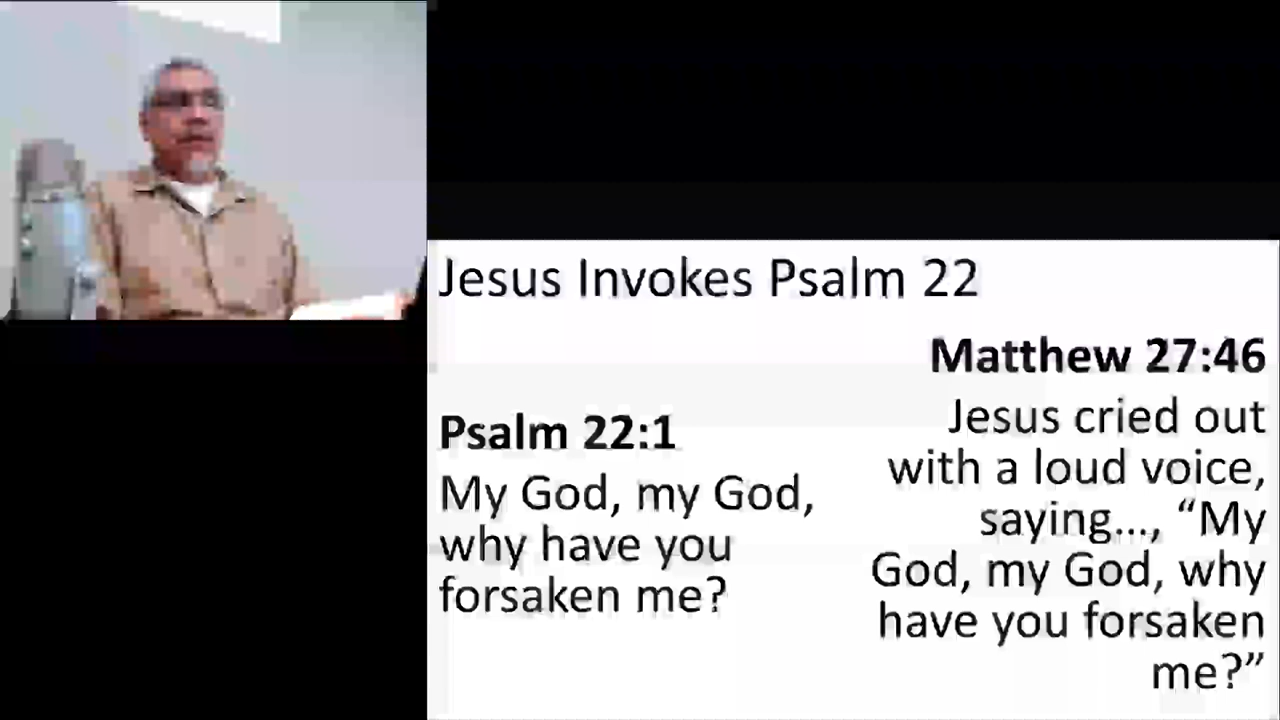 Jesus Invokes Psalm 22
Psalm 22:1
My God, my God,
why have you
forsaken me?
Matthew 27:46
Jesus cried out
with a loud voice,
saying…, “My
God, my God, why
have you forsaken
me?”